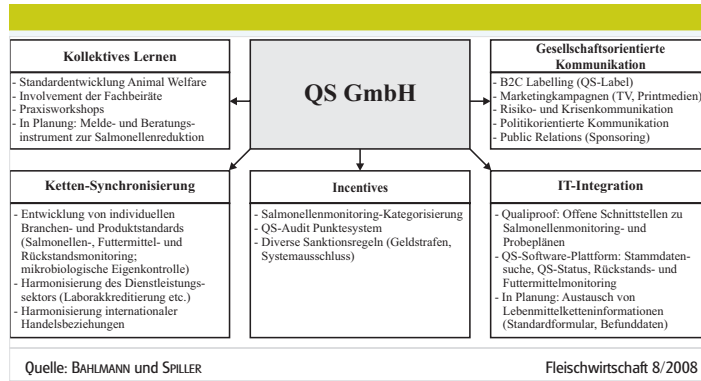 Kollektives Lernen
- Standardentwicklung Animal Welfare
- Involvement der Fachbeiräte
- Praxisworkshops
- In Planung: Melde- und Beratungs-
instrument zur Salmonellenreduktion
QS GmbH
Gesellschaftsorientierte
Kommunikation
- B2C Labelling (QS-Label)
- Marketingkampagnen (TV, Printmedien)
- Risiko- und Krisenkommunikation
- Politikorientierte Kommunikation
- Public Relations (Sponsoring)
Ketten-Synchronisierung
- Entwicklung von individuellen
Branchen- und Produktstandards
(Salmonellen-, Futtermittel- und
Rückstandsmonitoring;
mikrobiologische Eigenkontrolle)
- Harmonisierung des Dienstleistungs-
sektors (Laborakkreditierung etc.)
- Harmonisierung internationaler
Handelsbeziehungen
Incentives
- Salmonellenmonitoring-Kategorisierung
- QS-Audit Punktesystem
- Diverse Sanktionsregeln (Geldstrafen,
Systemausschluss)
IT-Integration
- Qualiproof: Offene Schnittstellen zu
Salmonellenmonitoring- und
Probeplänen
- QS-Software-Plattform: Stammdaten-
suche, QS-Status, Rückstands- und
Futtermittelmonitoring
- In Planung: Austausch von
Lebenmittelketteninformationen
(Standardformular, Befunddaten)
Quelle: BAHLMANN und SPILLER
Fleischwirtschaft 8/2008